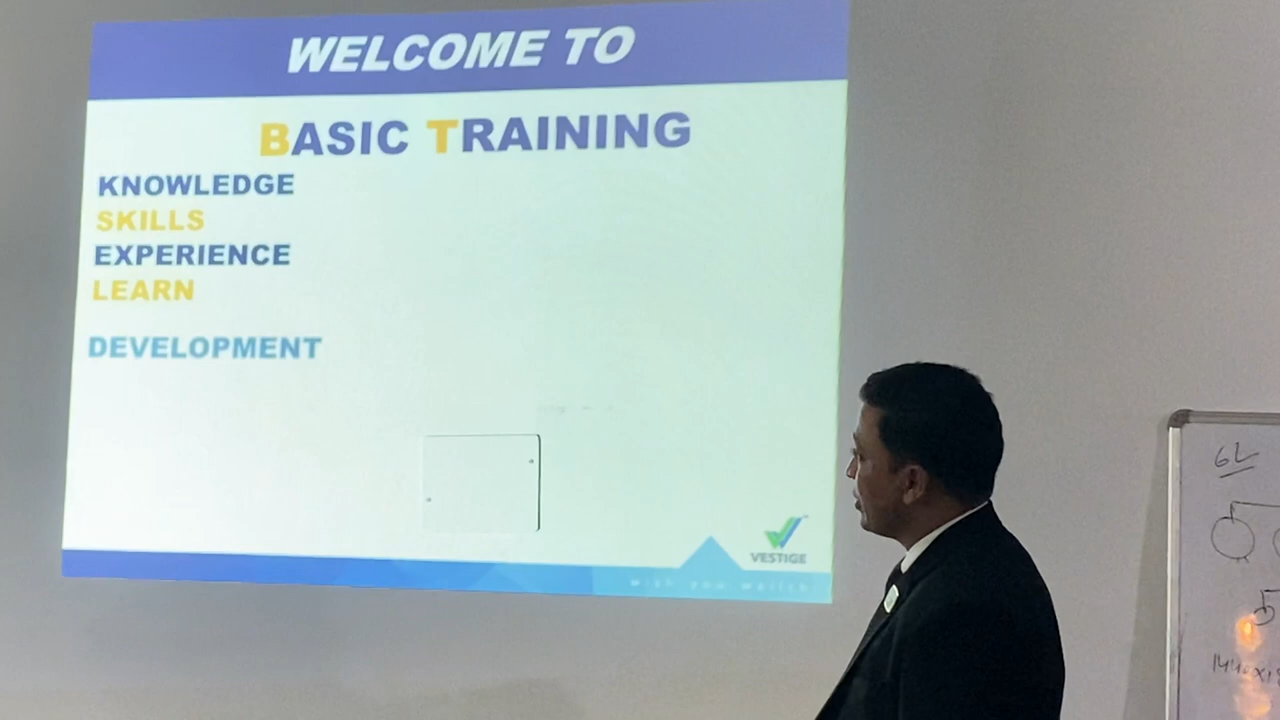 WELCOME TO
BASIC TRAINING
KNOWLEDGE
SKILLS
EXPERIENCE
LEARN
DEVELOPMENT
VESTIGE
6L